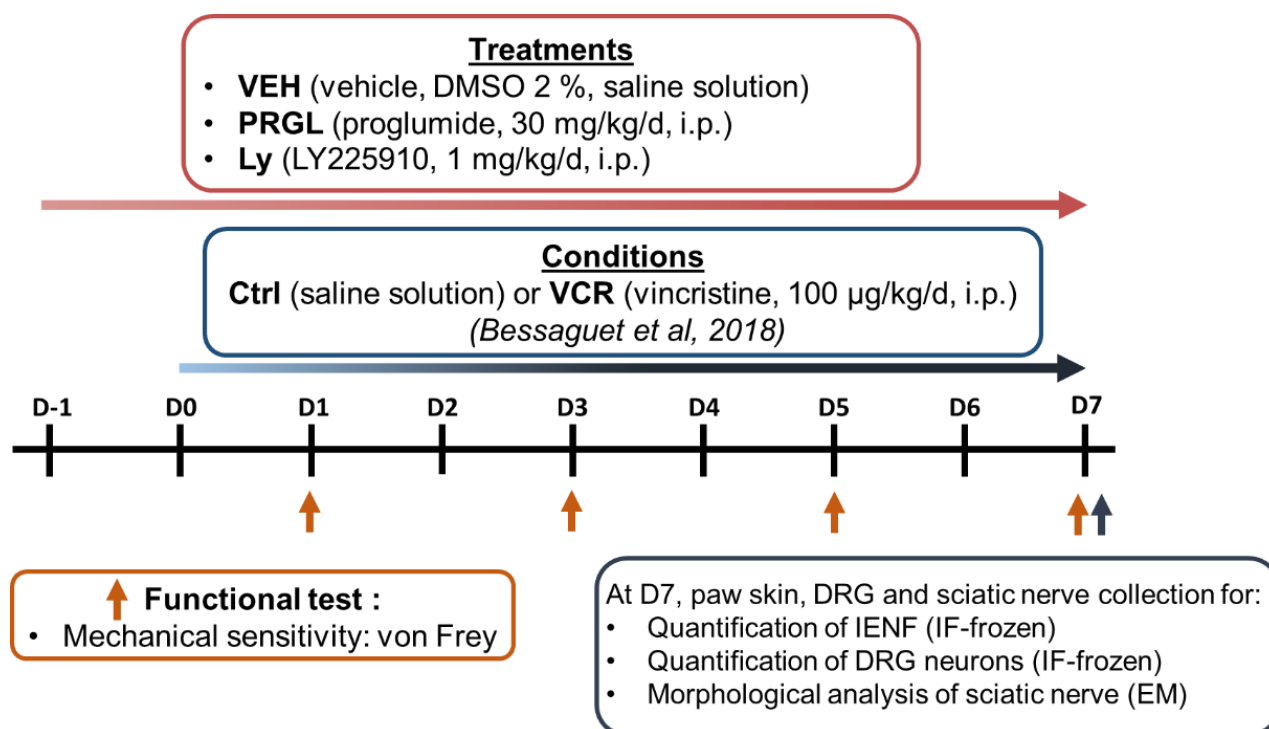 Treatments
• VEH (vehicle, DMSO 2 %, saline solution)
• PRGL (proglumide, 30 mg/kg/d, i.p.)
• Ly (LY225910, 1 mg/kg/d, i.p.)
Conditions
Ctrl (saline solution) or VCR (vincristine, 100 µg/kg/d, i.p.)
(Bessaguet et al, 2018)
D-1 D0 D1 D2 D3 D4 D5 D6 D7
Functional test :
• Mechanical sensitivity: von Frey
At D7, paw skin, DRG and sciatic nerve collection for:
• Quantification of IENF (IF-frozen)
• Quantification of DRG neurons (IF-frozen)
• Morphological analysis of sciatic nerve (EM)